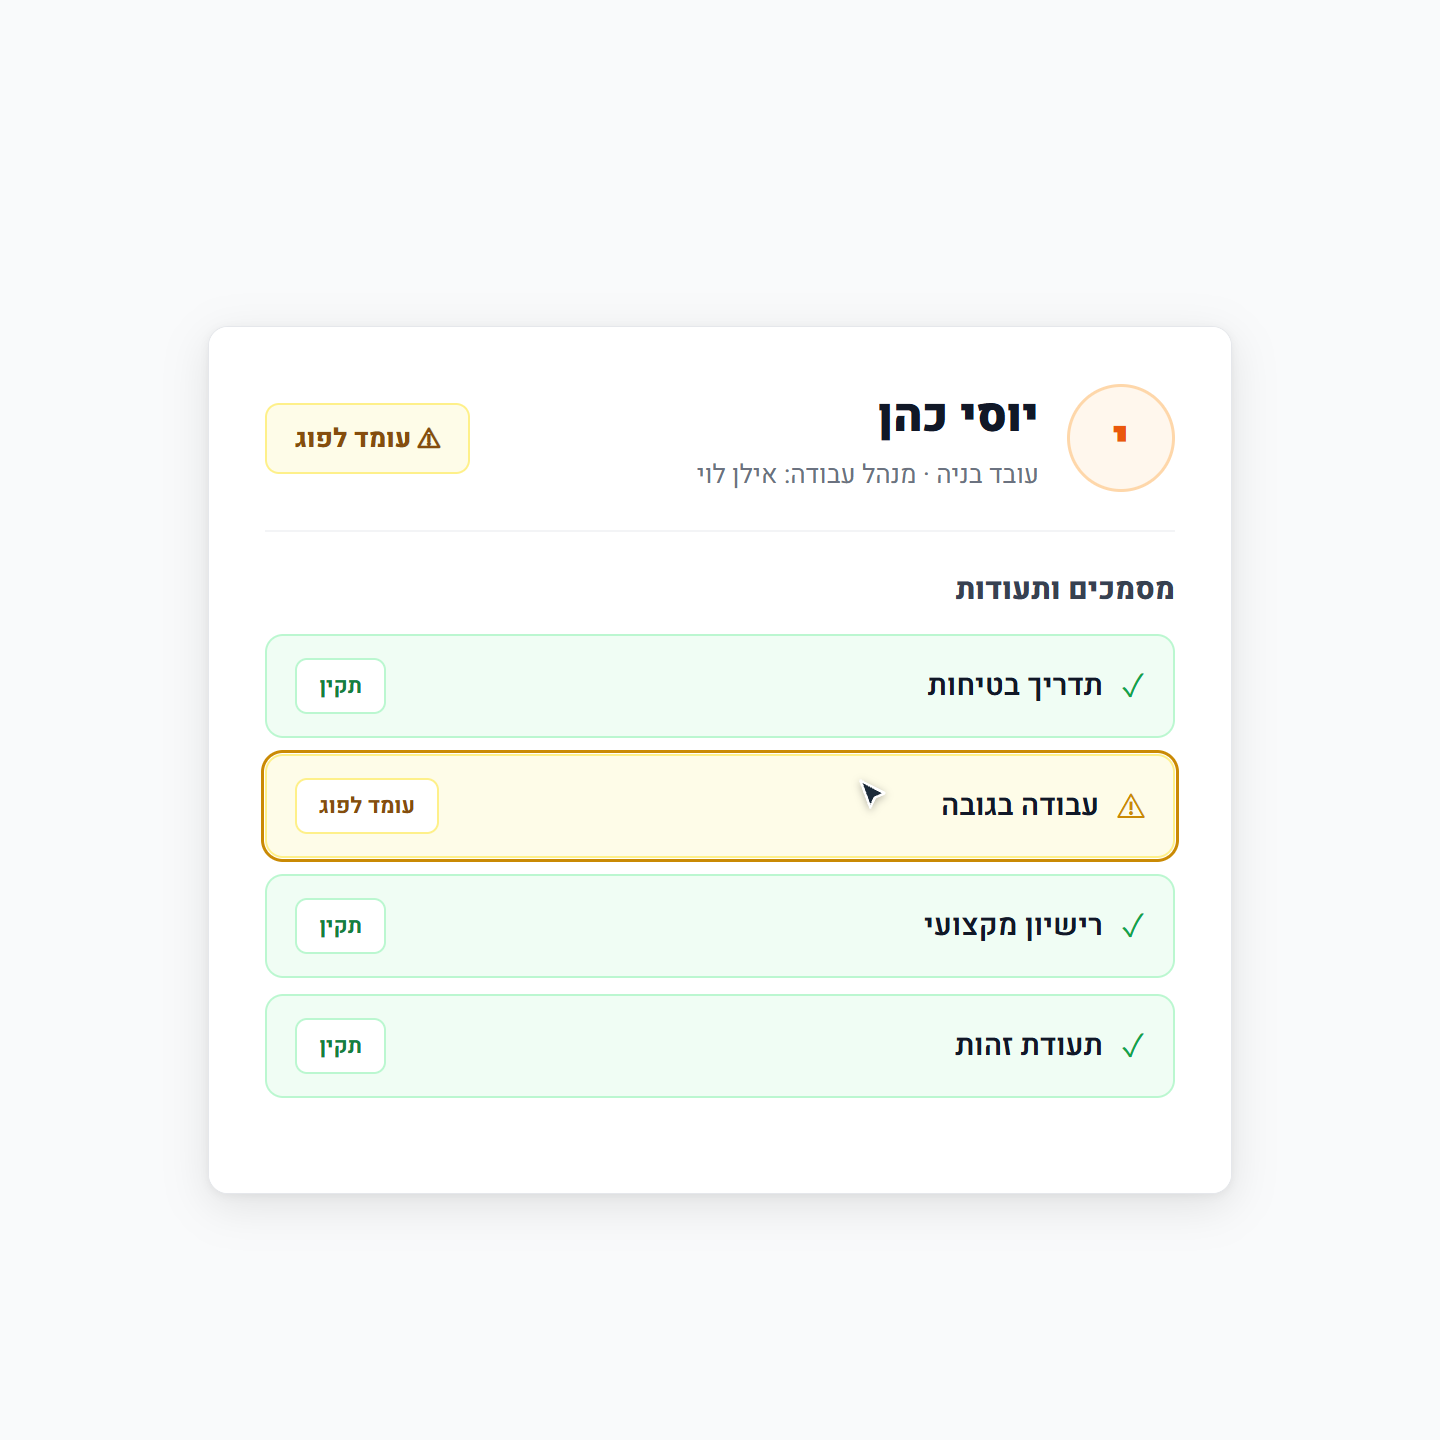 י
יוסי כהן
עובד בניה · מנהל עבודה: אילן לוי
⚠ עומד לפוג
מסמכים ותעודות
✓ תדריך בטיחות
תקין
⚠ עבודה בגובה
עומד לפוג
✓ רישיון מקצועי
תקין
✓ תעודת זהות
תקין